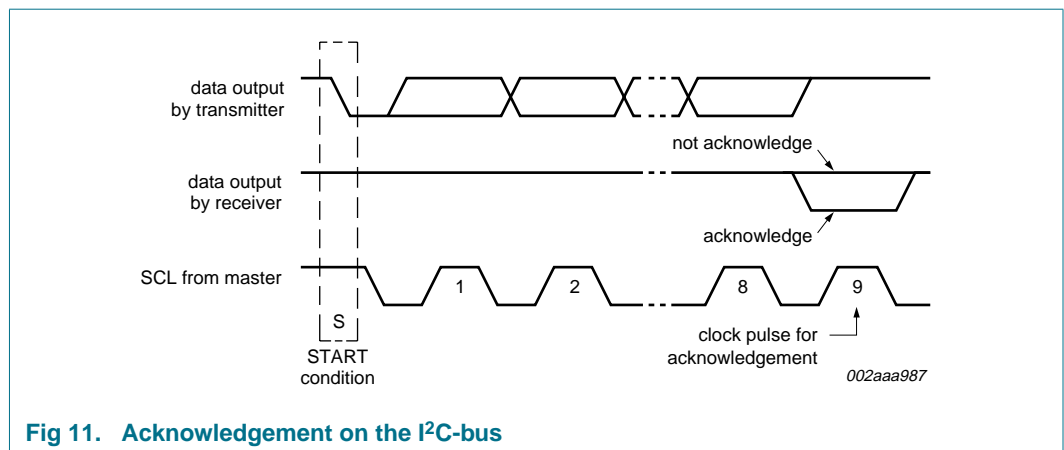 data output
by transmitter
not acknowledge
data output
by receiver
acknowledge
SCL from master
1
2
8
9
S
START
condition
clock pulse for
acknowledgement
002aaa987
Fig 11. Acknowledgement on the I²C-bus